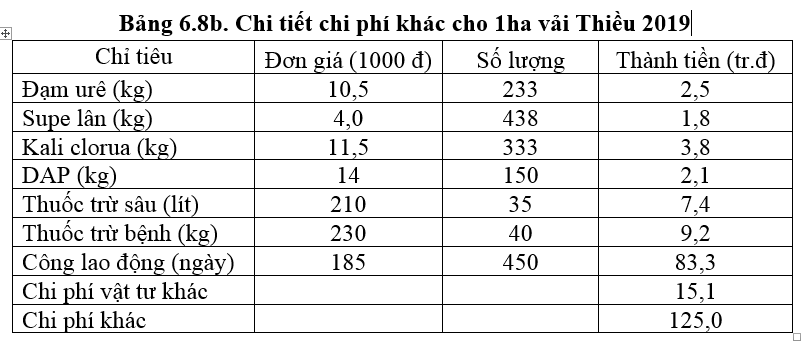 Bảng 6.8b. Chi tiết chi phí khác cho 1ha vải Thiều 2019
Chỉ tiêu Đơn giá (1000 đ) Số lượng Thành tiền (tr.đ)
Đạm urê (kg) 10,5 233 2,5
Supe lân (kg) 4,0 438 1,8
Kali clorua (kg) 11,5 333 3,8
DAP (kg) 14 150 2,1
Thuốc trừ sâu (lít) 210 35 7,4
Thuốc trừ bệnh (kg) 230 40 9,2
Công lao động (ngày) 185 450 83,3
Chi phí vật tư khác 15,1
Chi phí khác 125,0